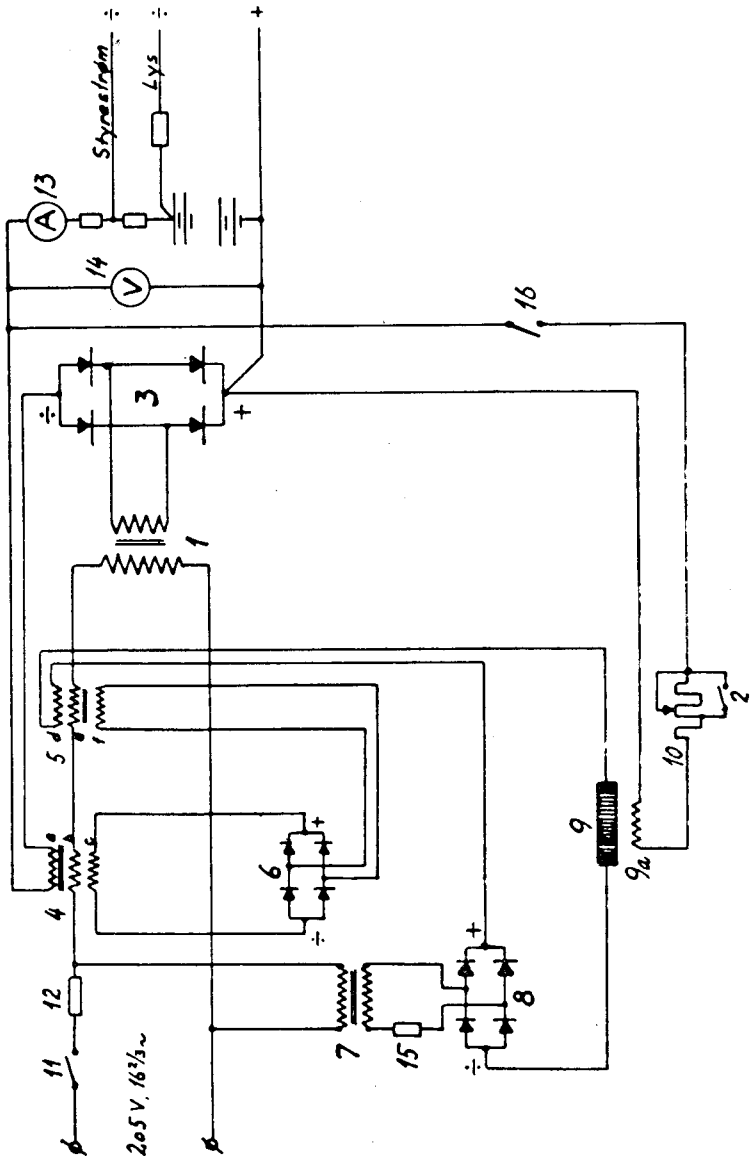 Styrestrøm ÷
Lys ÷
+
A 13
V 14
÷ 3 +
1
16
5 d e f
4 a b c
6 + ÷
9
9a
10
2
11
12
205 V, 16⅔~
7
15
8 + ÷